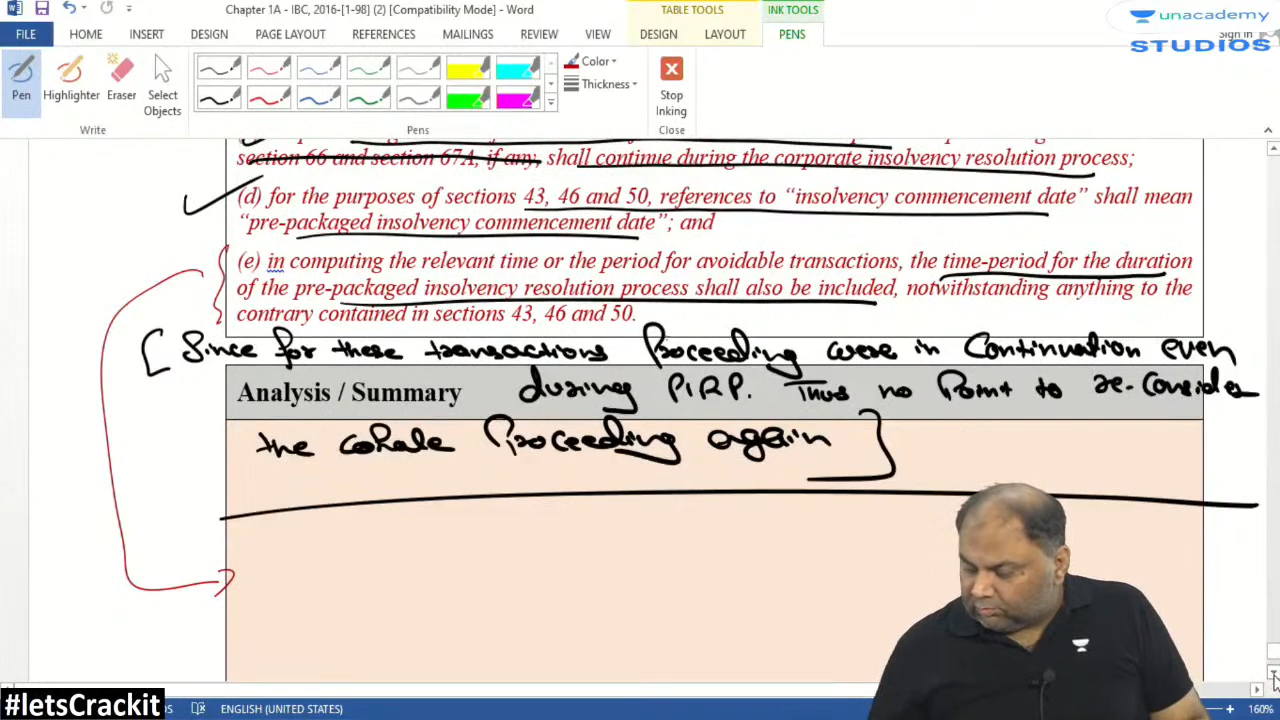 Chapter 1A - IBC, 2016-[1-98) (2) [Compatibility Mode] - Word
TABLE TOOLS
INK TOOLS
unacademy
STUDIOS
Sign in
FILE
HOME
INSERT
DESIGN
PAGE LAYOUT
REFERENCES
MAILINGS
REVIEW
VIEW
DESIGN
LAYOUT
PENS
Pen
Highlighter
Eraser
Select Objects
Color
Thickness
Stop Inking
Write
Pens
Close
section 66 and section 67A, if any, shall continue during the corporate insolvency resolution process;
(d) for the purposes of sections 43, 46 and 50, references to “insolvency commencement date” shall mean
“pre-packaged insolvency commencement date”; and
(e) in computing the relevant time or the period for avoidable transactions, the time-period for the duration
of the pre-packaged insolvency resolution process shall also be included, notwithstanding anything to the
contrary contained in sections 43, 46 and 50.
[Since for these transactions Proceeding were in Continuation even
Analysis / Summary
during PIRP. Thus no Point to re-Consider
the whole Proceeding again]
#letsCrackit
ENGLISH (UNITED STATES)
160%